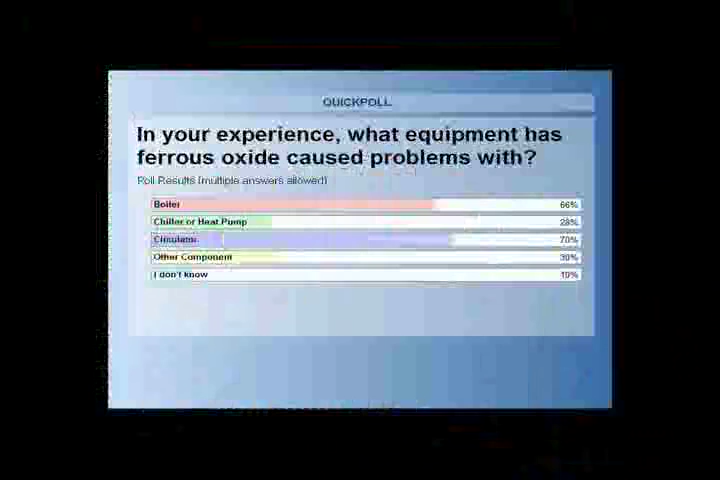 QUICKPOLL
In your experience, what equipment has
ferrous oxide caused problems with?
Poll Results (multiple answers allowed)
Boiler 66%
Chiller or Heat Pump 28%
Circulator 70%
Other Component 30%
I don't know 10%